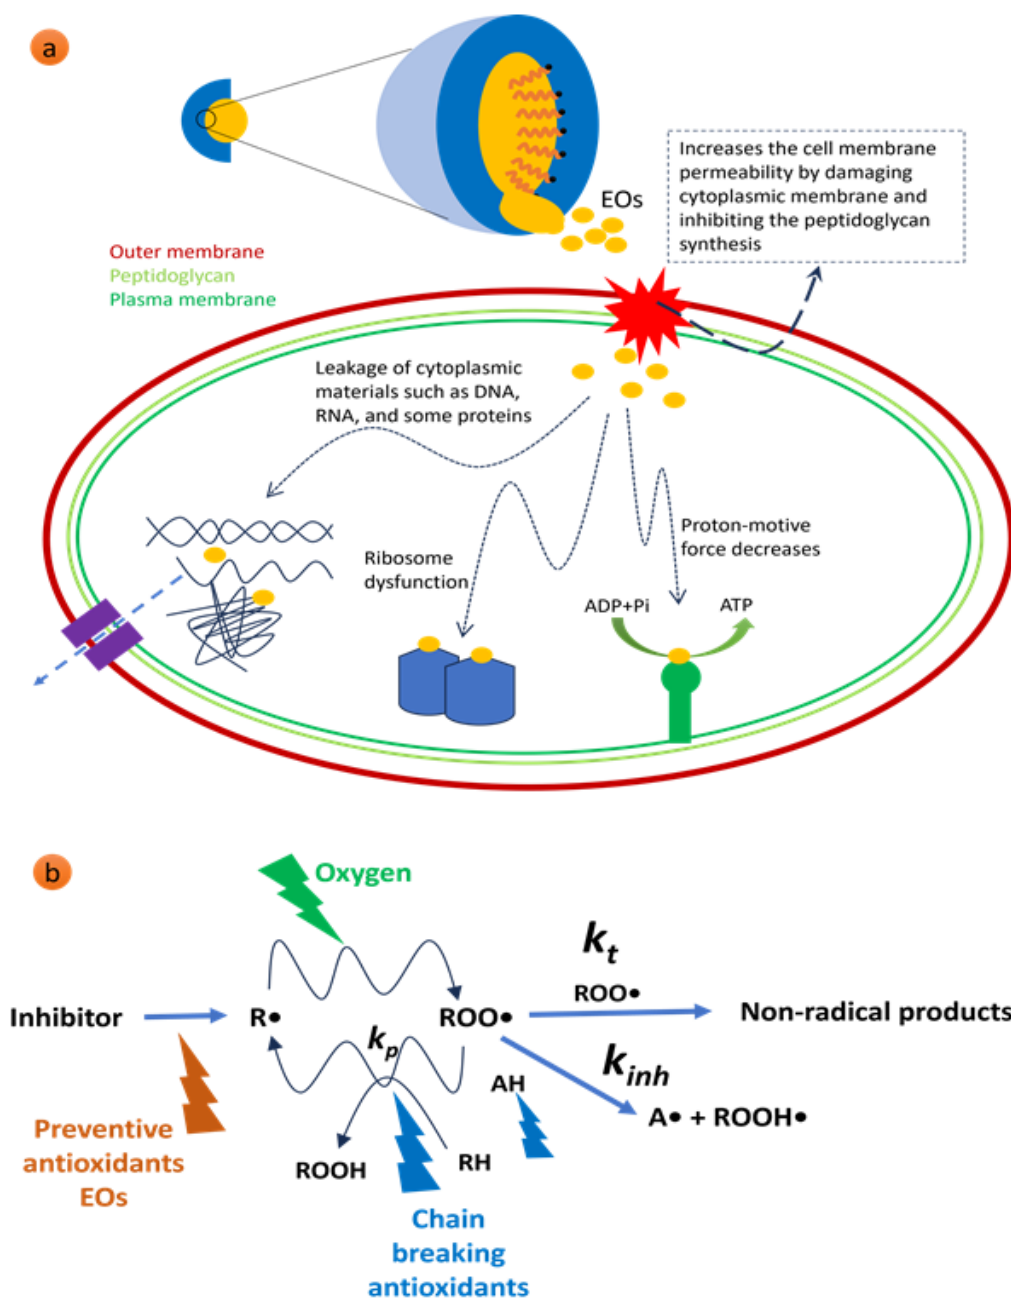 a
EOs
Increases the cell membrane
permeability by damaging
cytoplasmic membrane and
inhibiting the peptidoglycan
synthesis
Outer membrane
Peptidoglycan
Plasma membrane
Leakage of cytoplasmic
materials such as DNA,
RNA, and some proteins
Ribosome
dysfunction
Proton-motive
force decreases
ADP+Pi
ATP
b
Oxygen
kt
ROO•
Inhibitor
R•
ROO•
Non-radical products
kp
kinh
AH
A• + ROOH•
ROOH
RH
Preventive
antioxidants
EOs
Chain
breaking
antioxidants